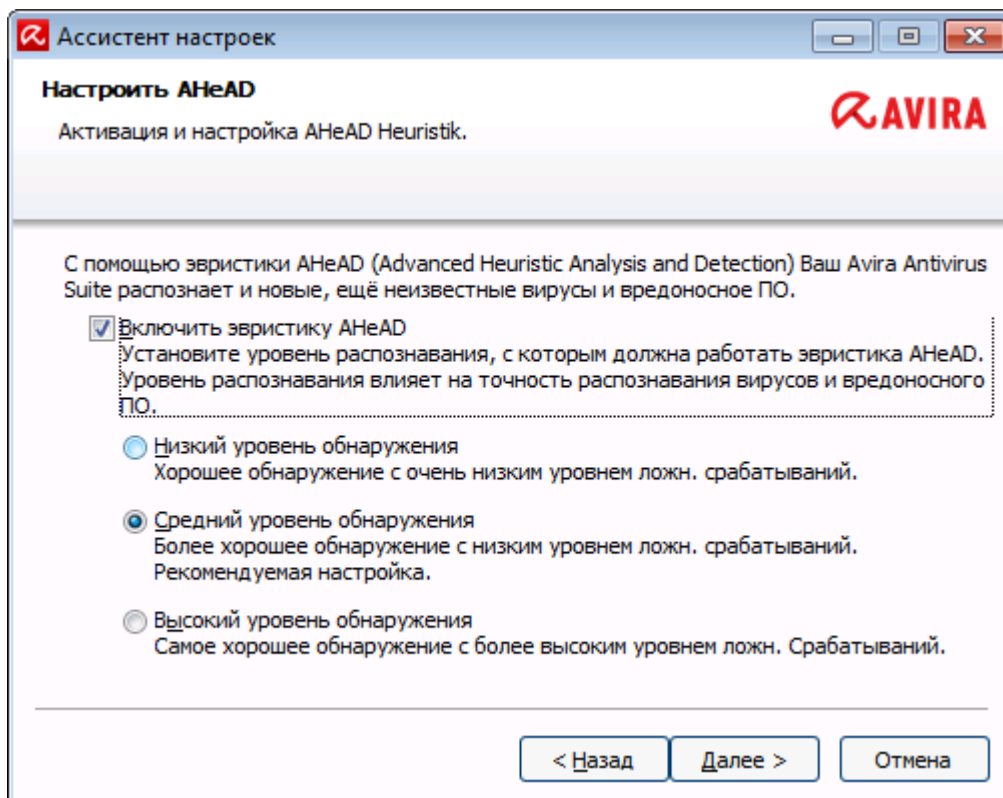 Ассистент настроек
Настроить AHeAD
Активация и настройка AHeAD Heuristik.
AVIRA
С помощью эвристики AHeAD (Advanced Heuristic Analysis and Detection) Ваш Avira Antivirus
Suite распознает и новые, ещё неизвестные вирусы и вредоносное ПО.
Включить эвристику AHeAD
Установите уровень распознавания, с которым должна работать эвристика AHeAD.
Уровень распознавания влияет на точность распознавания вирусов и вредоносного
ПО.
Низкий уровень обнаружения
Хорошее обнаружение с очень низким уровнем ложн. срабатываний.
Средний уровень обнаружения
Более хорошее обнаружение с низким уровнем ложн. срабатываний.
Рекомендуемая настройка.
Высокий уровень обнаружения
Самое хорошее обнаружение с более высоким уровнем ложн. Срабатываний.
< Назад
Далее >
Отмена